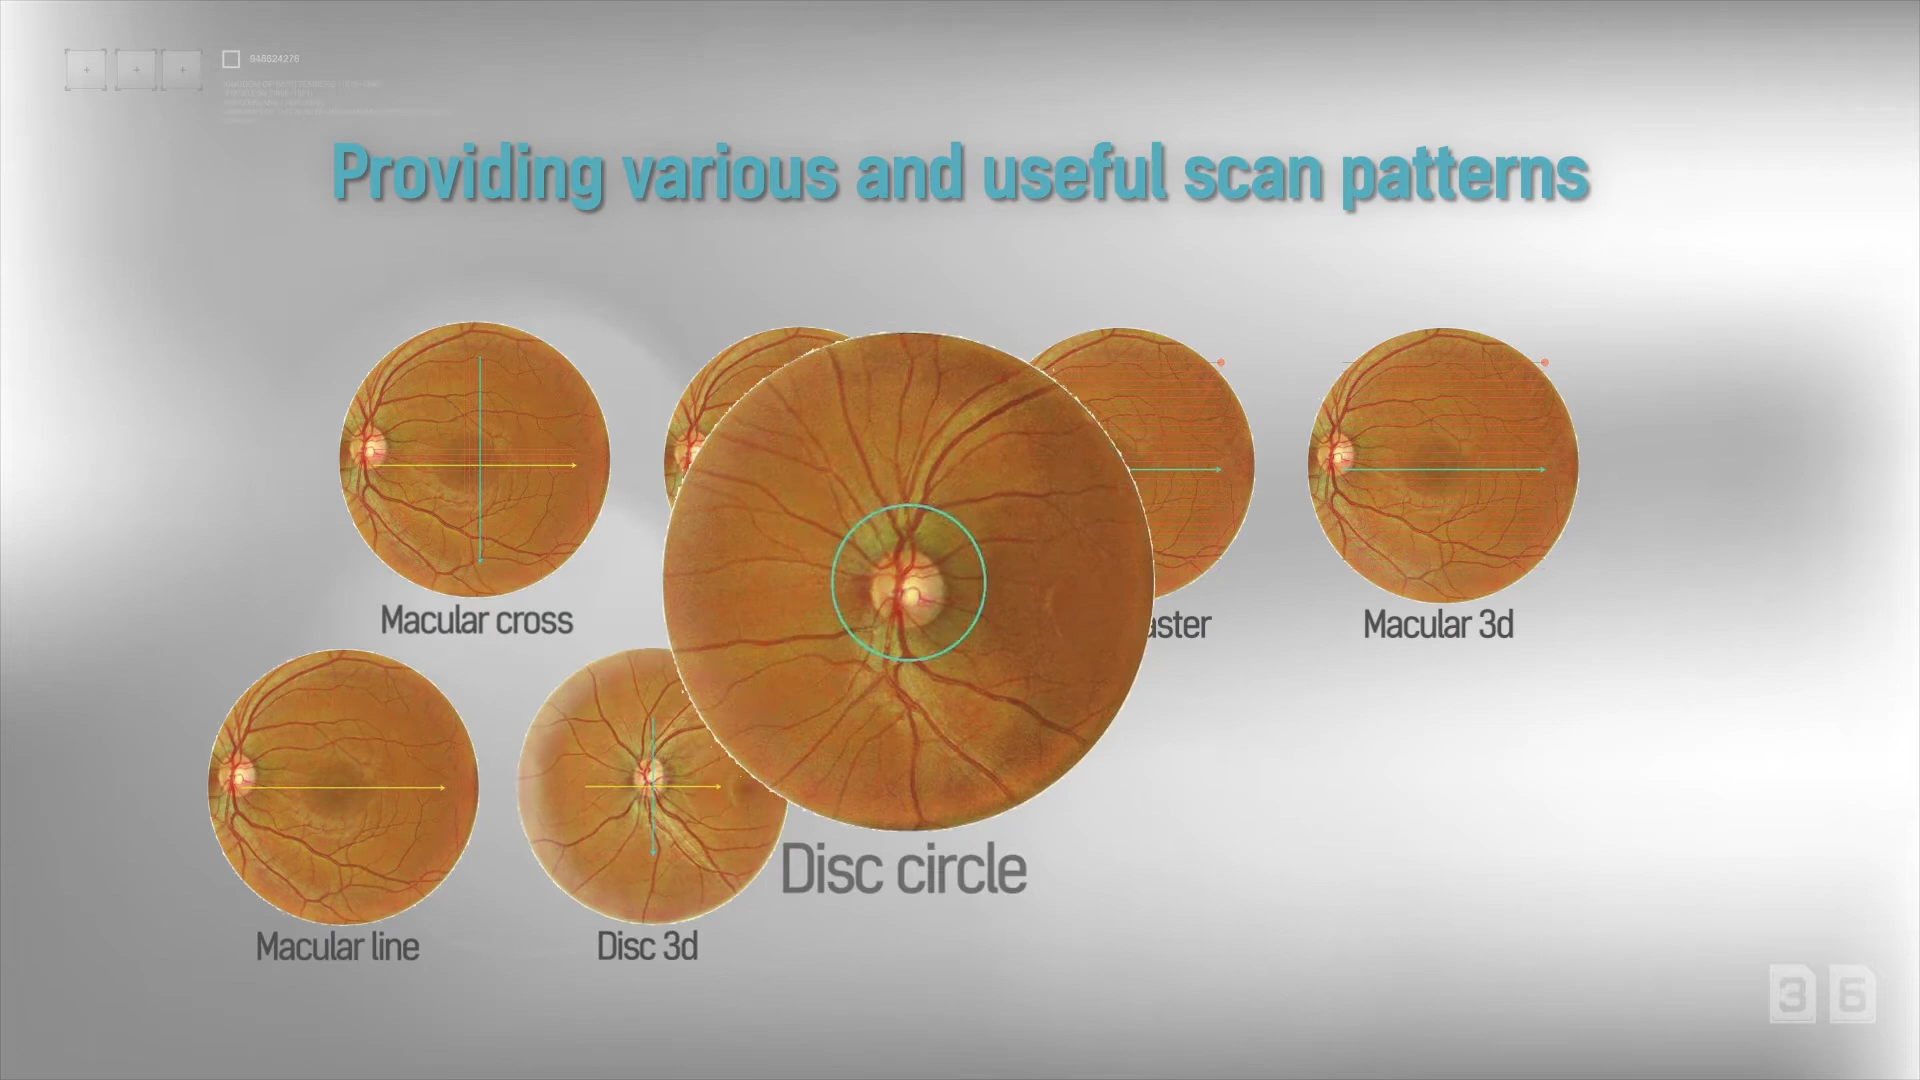 946624276
Providing various and useful scan patterns
Macular cross
aster
Macular 3d
Disc circle
Macular line
Disc 3d
3 6